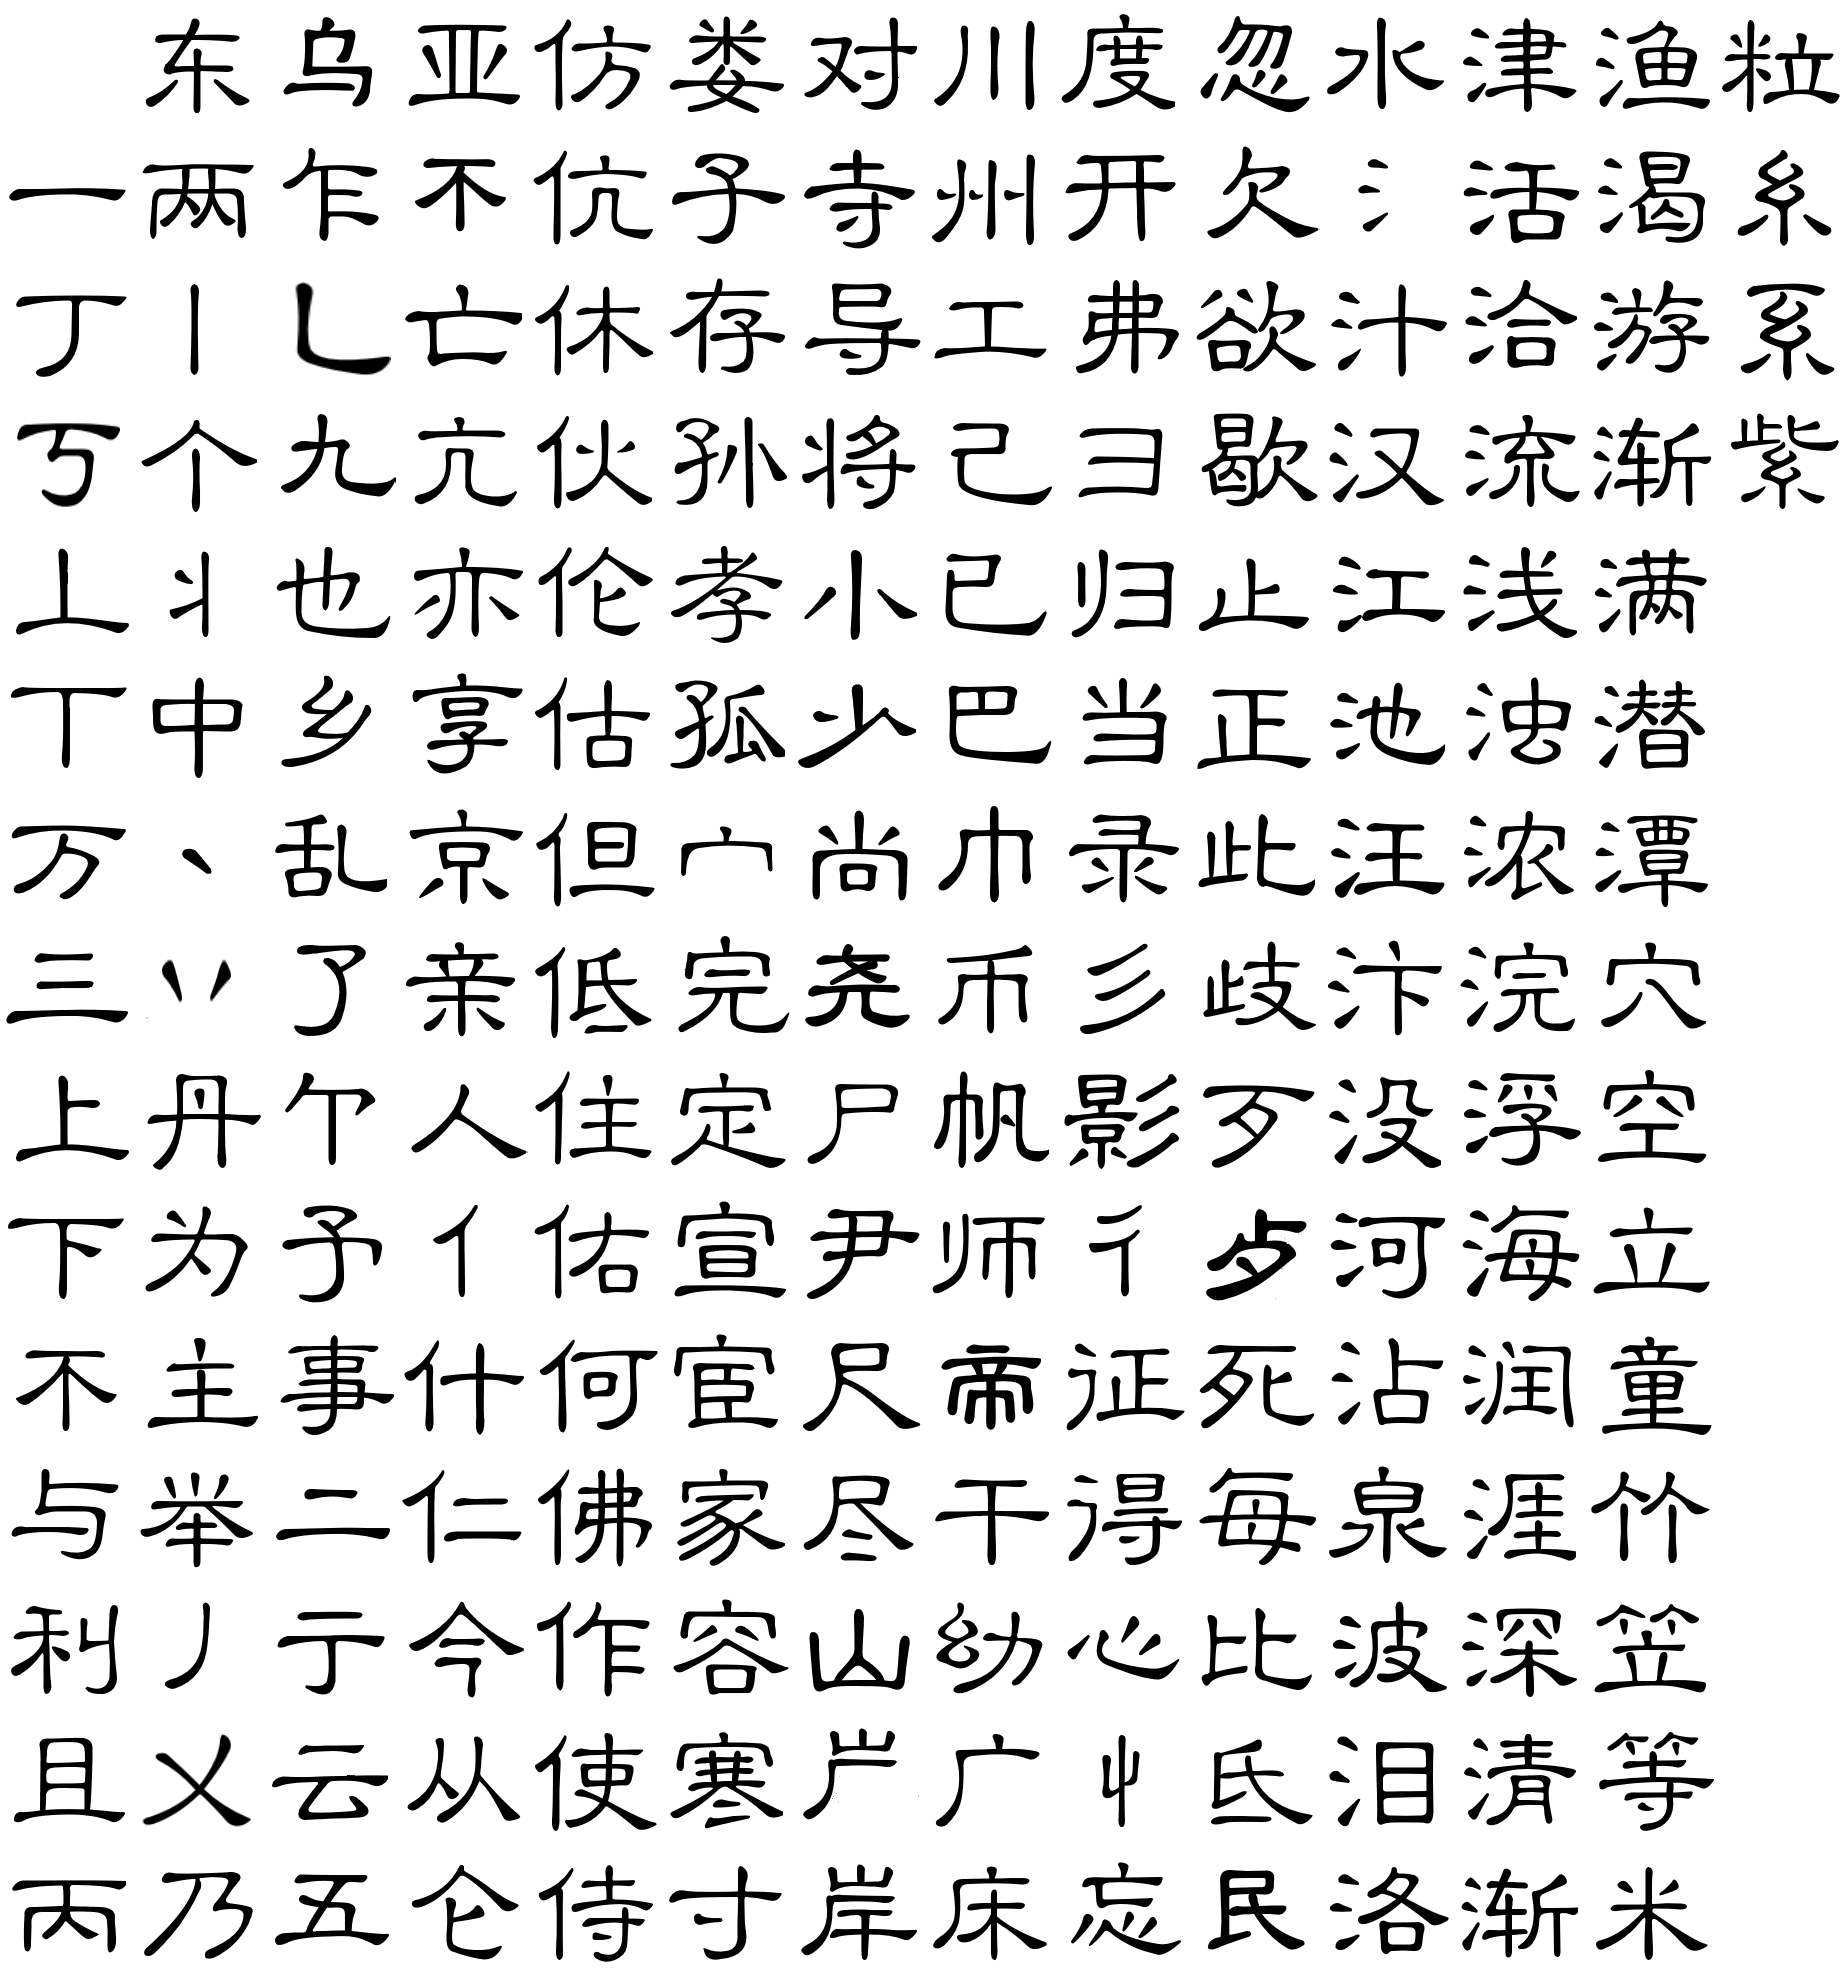 东乌亚仿娄对川度忽水津渔粒
一两乍不伉子寺州开欠氵活渴糸
丁丨乚亡休存导工弗欲汁洽游系
丂个九亢伙孙将己彐歇汉流渐紫
丄丬也亦伦孝小已归止江浅满
丅中乡享估孤少巴当正池浊潜
万丶乱京但宀尚巾录此汪浓潭
三丷了亲低完尧币彡歧汴浣穴
上丹亇人住定尸帆影歹没浮空
下为予亻佑宣尹师彳歺河海立
不主事什何宦尺帝征死沾润童
与举二仁佛家尽干得每泉涯竹
利丿亍今作容山幼心比波深笠
且乂云从使寒屵广忄氐泪清等
丙乃五仑侍寸岸床忘民洛渐米